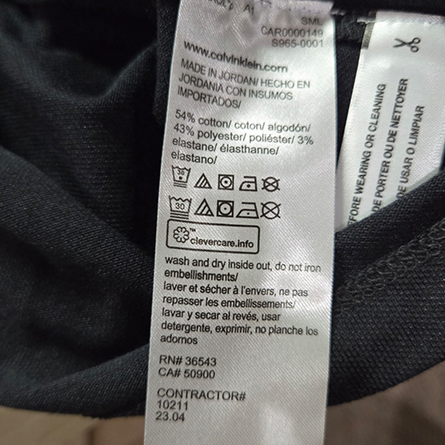 SML
CAR0000149
S965-0001
www.calvinklein.com
MADE IN JORDAN/ HECHO EN
JORDANIA CON INSUMOS
IMPORTADOS/
54% cotton/ coton/ algodón/
43% polyester/ poliéster/ 3%
elastane/ élasthanne/
elastano/
30
30
™
clevercare.info
wash and dry inside out, do not iron
embellishments/
laver et sécher à l'envers, ne pas
repasser les embellissements/
lavar y secar al revés, usar
detergente, exprimir, no planche los
adornos
RN# 36543
CA# 50900
CONTRACTOR#
10211
23.04
BEFORE WEARING OR CLEANING
DE PORTER OU DE NETTOYER
DE USAR O LIMPIAR